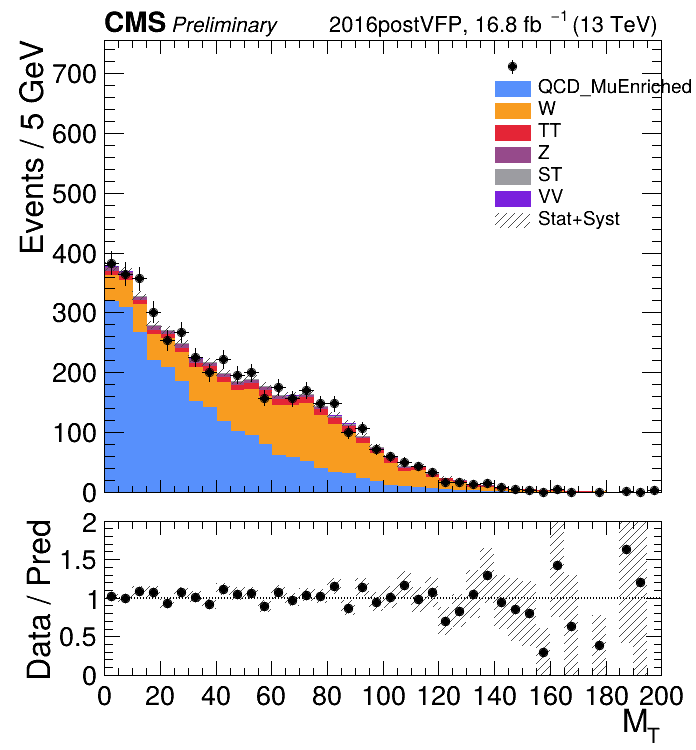 CMS Preliminary 2016postVFP, 16.8 fb⁻¹ (13 TeV)
Events / 5 GeV
700
600
500
400
300
200
100
0
QCD_MuEnriched
W
TT
Z
ST
VV
Stat+Syst
Data / Pred
2
1.5
1
0.5
0
0 20 40 60 80 100 120 140 160 180 200
M_T